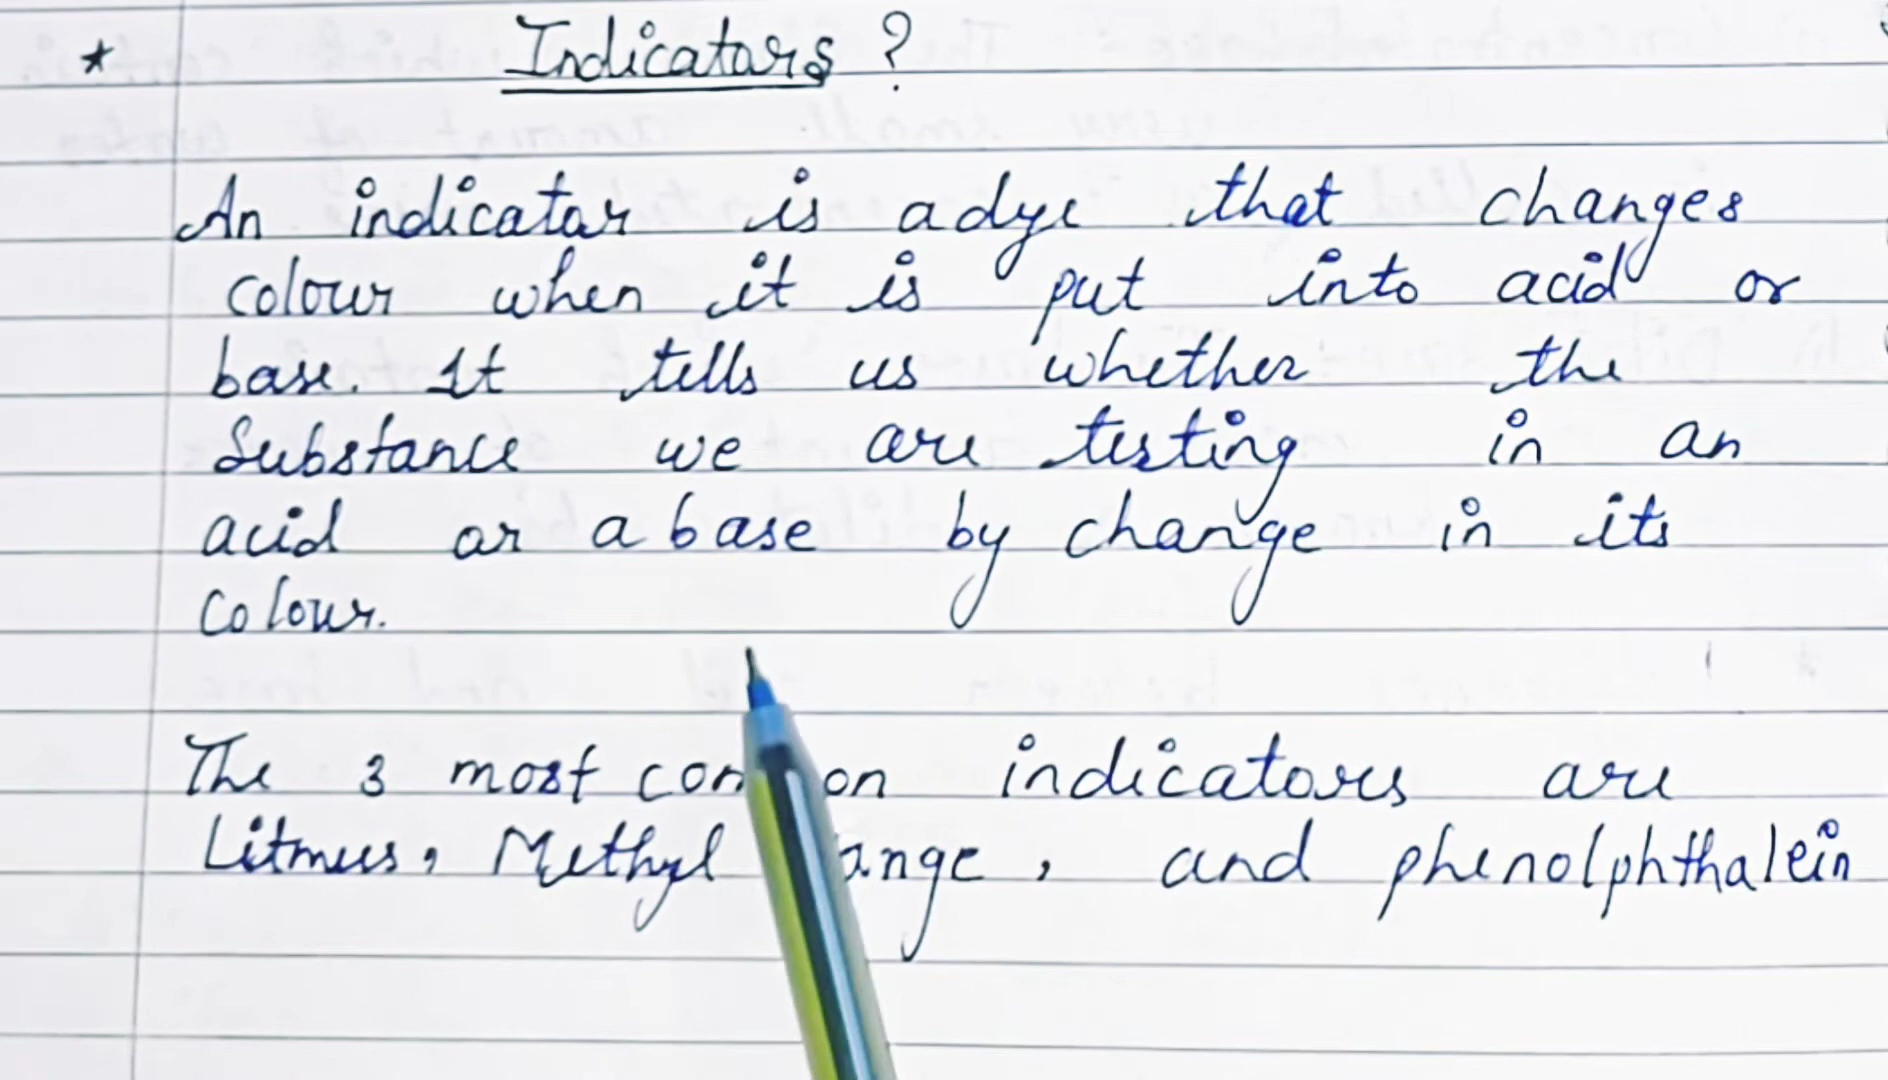 * Indicators ?
An indicator is a dye that changes
colour when it is put into acid or
base. It tells us whether the
Substance we are testing in an
acid or a base by change in its
Colour.
The 3 most indicators are
Litmus, Methyl , and phenolphthalein